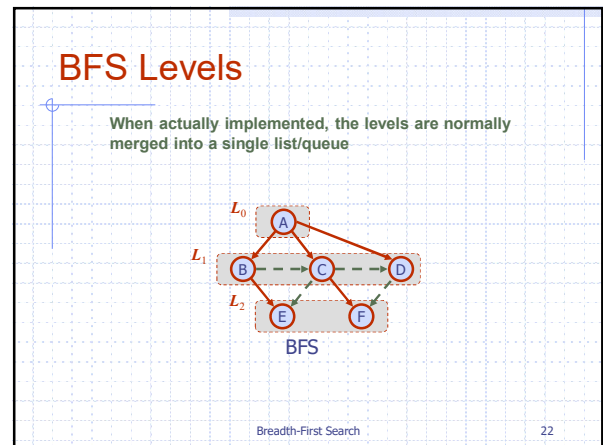 BFS Levels
When actually implemented, the levels are normally
merged into a single list/queue
L0
A
L1
B C D
L2
E F
BFS
Breadth-First Search 22